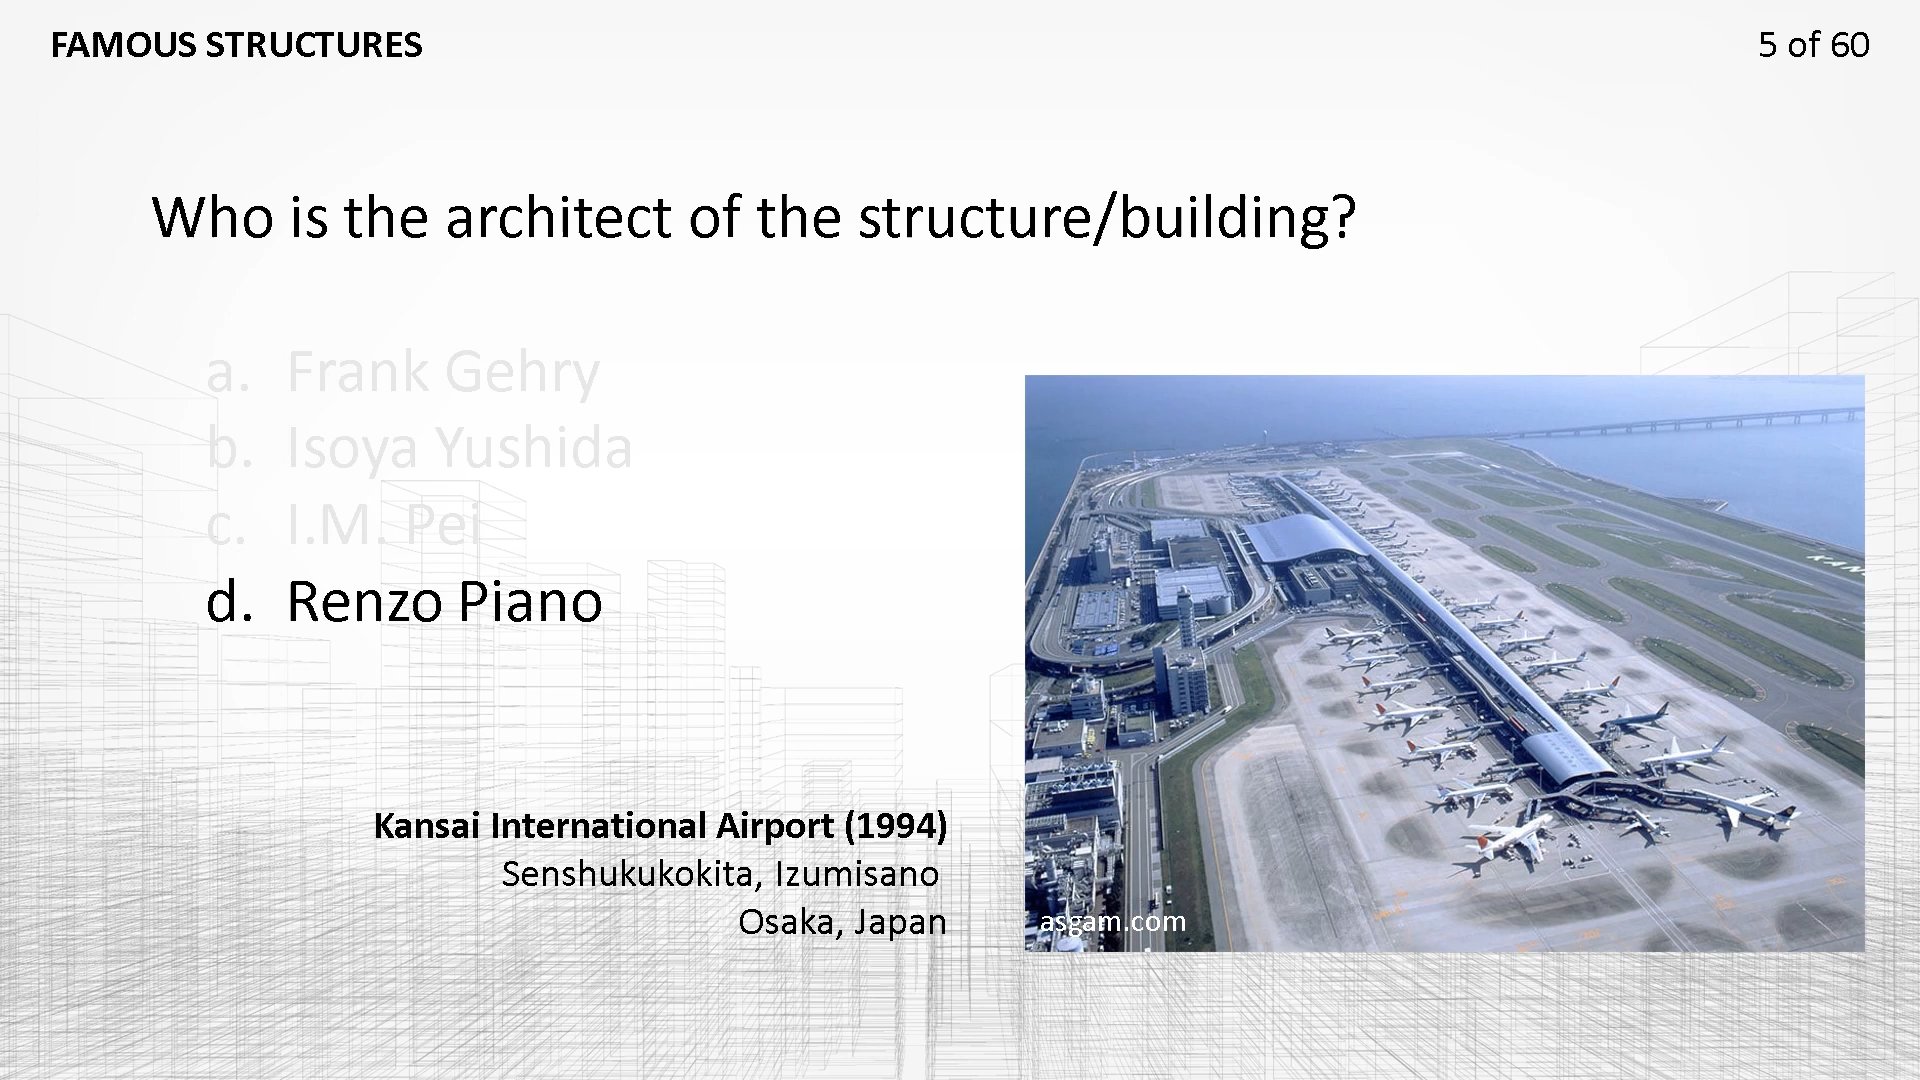 FAMOUS STRUCTURES
5 of 60
Who is the architect of the structure/building?
a. Frank Gehry
b. Isoya Yushida
c. I.M. Pei
d. Renzo Piano
Kansai International Airport (1994)
Senshukukokita, Izumisano
Osaka, Japan
asgam.com